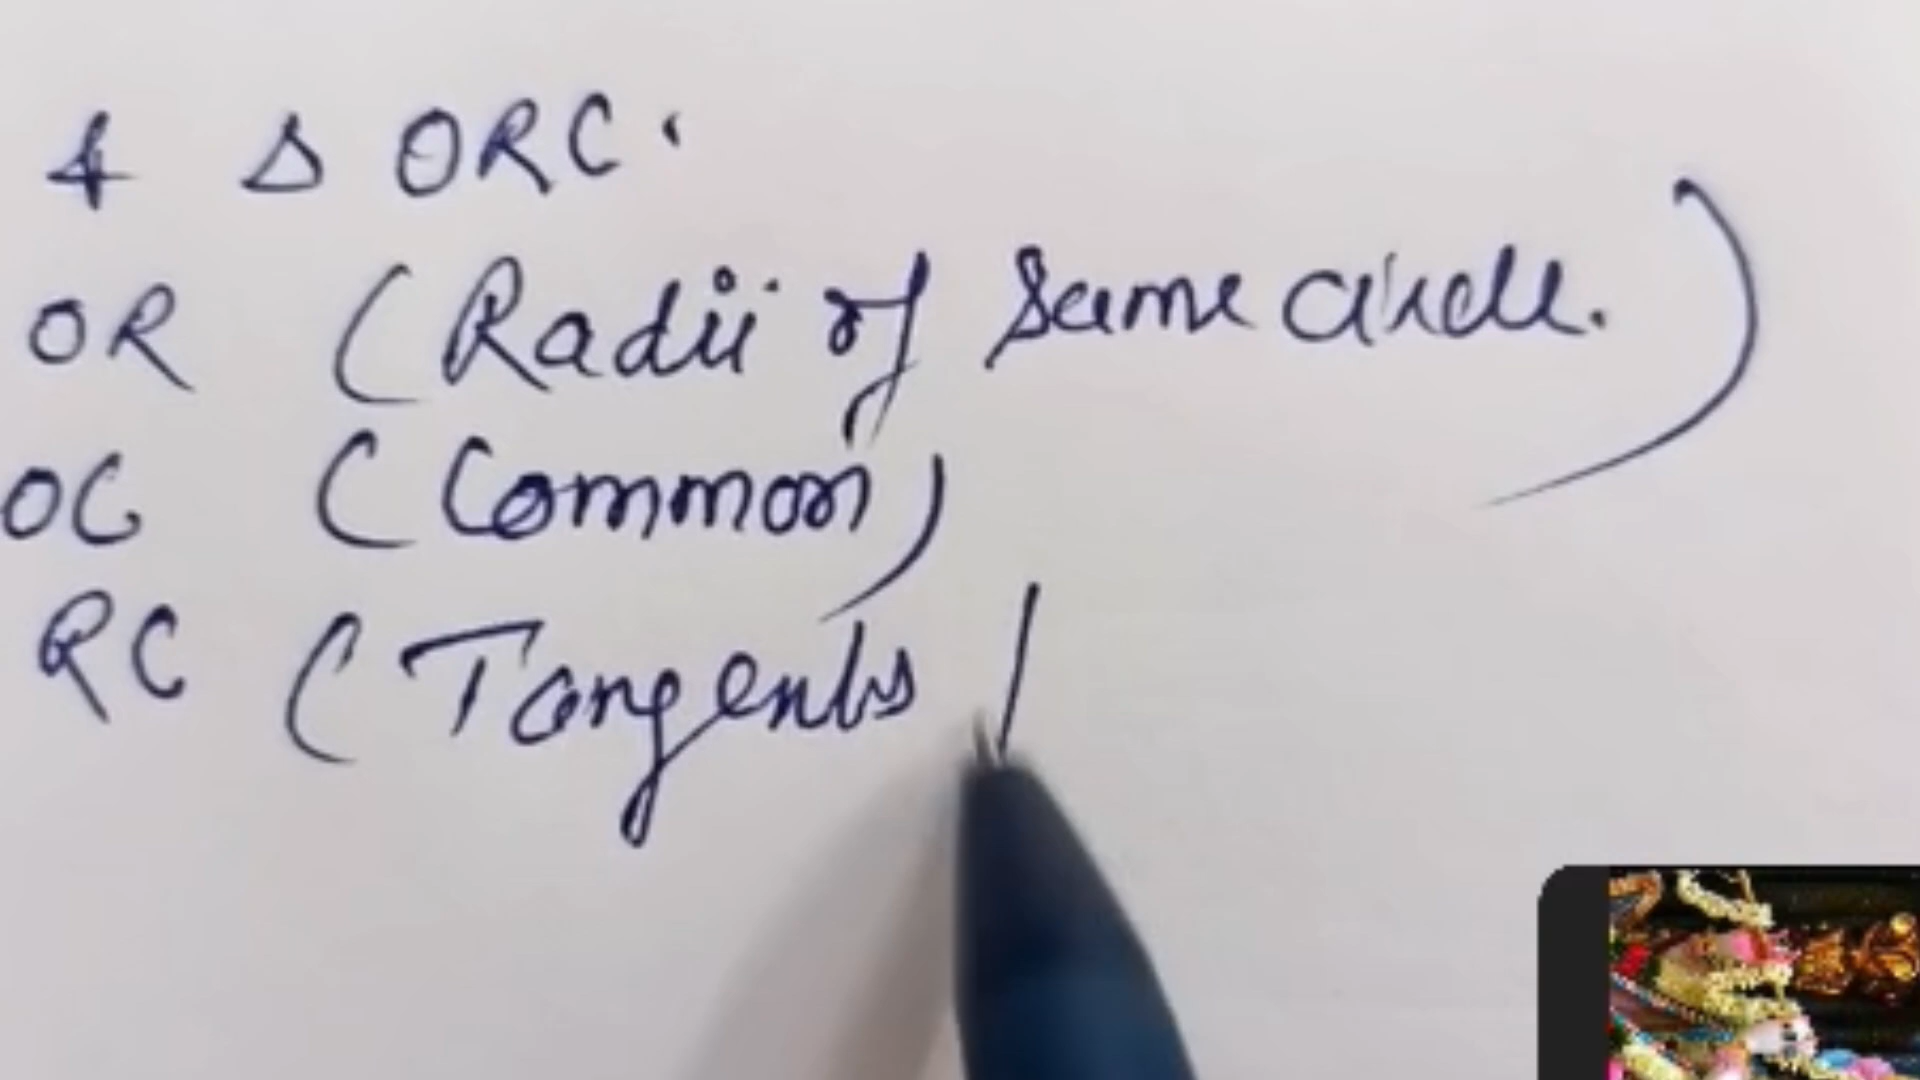 & Δ ORC.
OR (Radii of same circle.)
OC (Common)
RC (Tangents